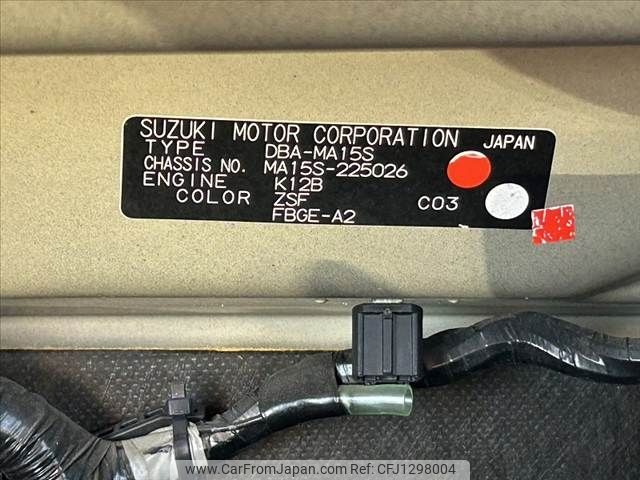 SUZUKI MOTOR CORPORATION JAPAN
TYPE DBA-MA15S
CHASSIS NO. MA15S-225026
ENGINE K12B
COLOR ZSF C03
FBGE-A2
www.CarFromJapan.com - CFJ1298004